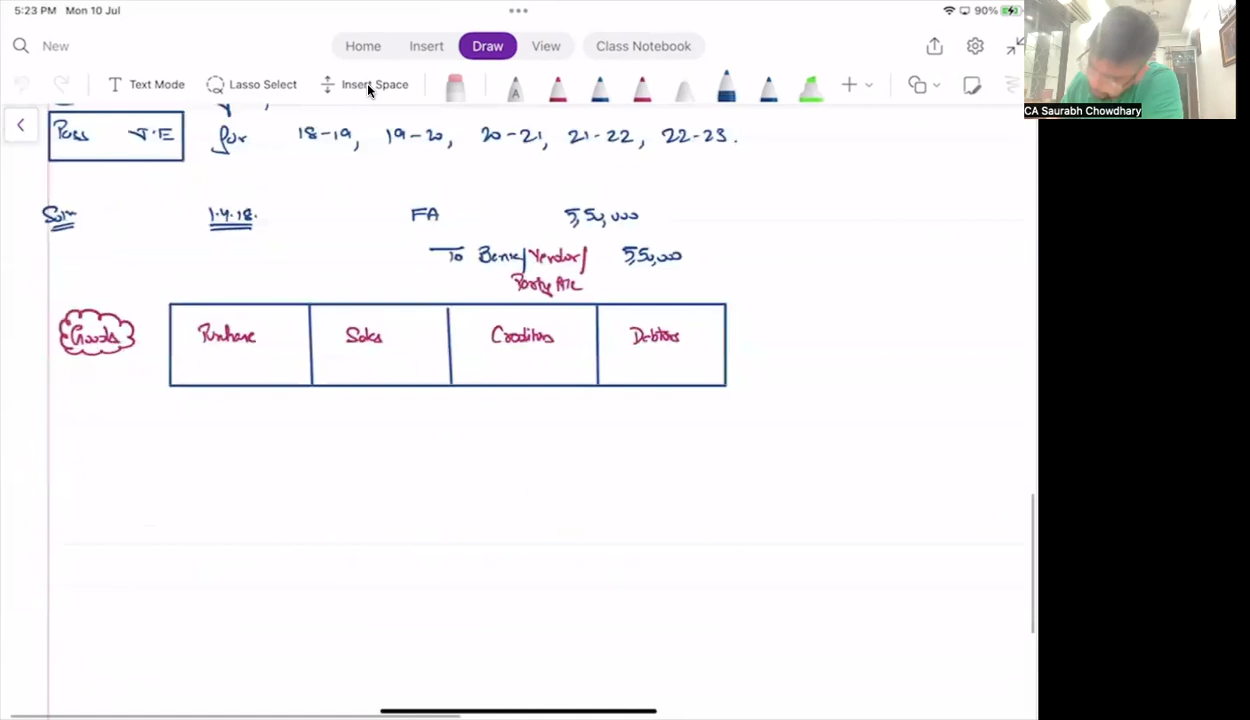 5:23 PM Mon 10 Jul
90%
New
Home Insert Draw View Class Notebook
Text Mode Lasso Select Insert Space
A
CA Saurabh Chowdhary
Pass J.E for 18-19, 19-20, 20-21, 21-22, 22-23.
Soln 1.4.18. FA 5,50,000
To Bank/Vendor/ 5,50,000
Party A/c
Goods Purchase Sales Creditors Debtors